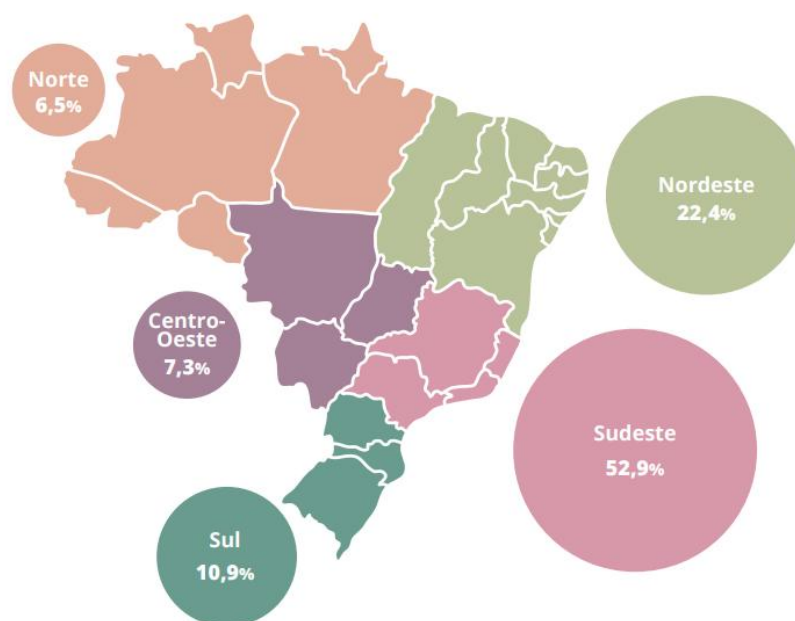 Norte
6,5%
Nordeste
22,4%
Centro-
Oeste
7,3%
Sudeste
52,9%
Sul
10,9%